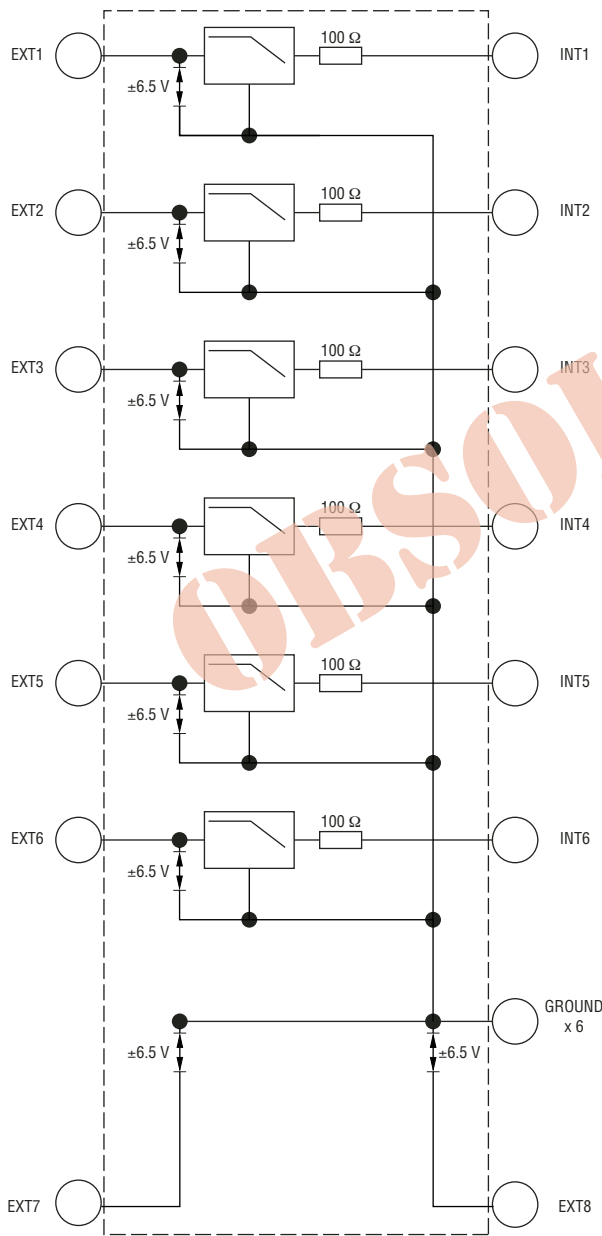 EXT1
100 Ω
INT1
±6.5 V
EXT2
100 Ω
INT2
±6.5 V
EXT3
100 Ω
INT3
±6.5 V
EXT4
100 Ω
INT4
±6.5 V
EXT5
100 Ω
INT5
±6.5 V
EXT6
100 Ω
INT6
±6.5 V
GROUND
x 6
±6.5 V
±6.5 V
EXT7
EXT8